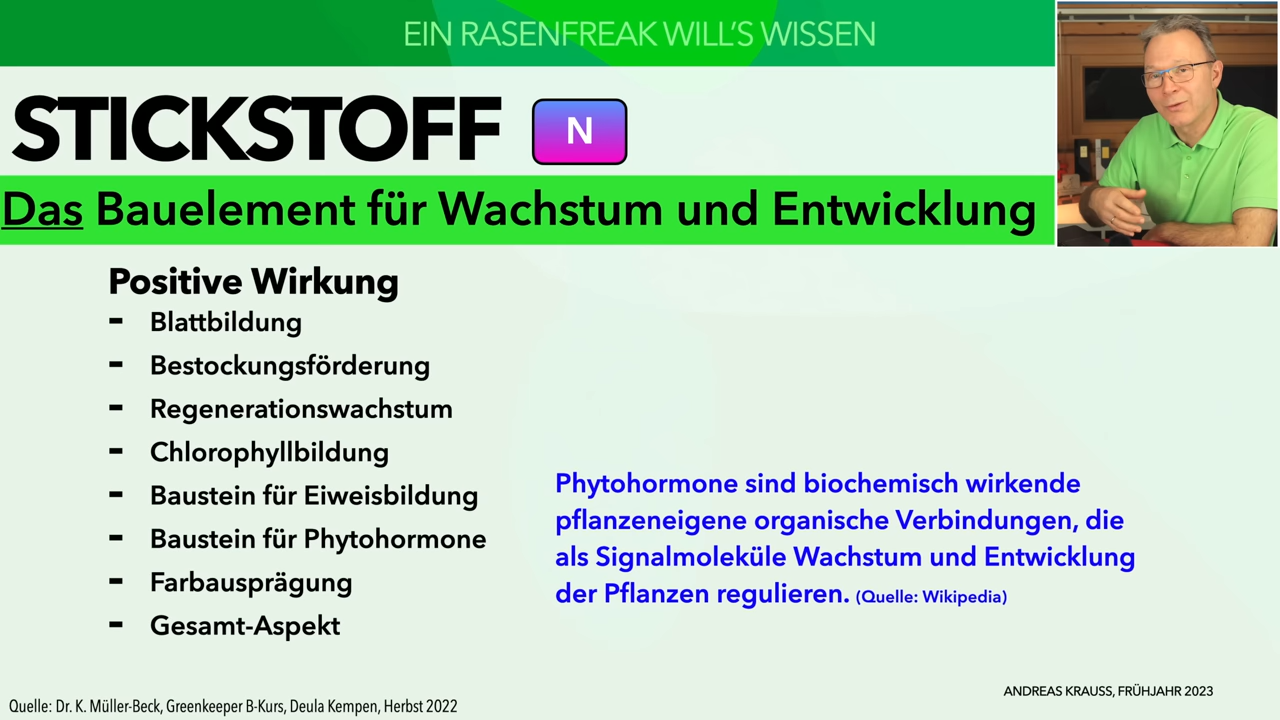 EIN RASENFREAK WILL'S WISSEN
STICKSTOFF N
Das Bauelement für Wachstum und Entwicklung
Positive Wirkung
- Blattbildung
- Bestockungsförderung
- Regenerationswachstum
- Chlorophyllbildung
- Baustein für Eiweisbildung
- Baustein für Phytohormone
- Farbausprägung
- Gesamt-Aspekt
Phytohormone sind biochemisch wirkende
pflanzeneigene organische Verbindungen, die
als Signalmoleküle Wachstum und Entwicklung
der Pflanzen regulieren. (Quelle: Wikipedia)
ANDREAS KRAUSS, FRÜHJAHR 2023
Quelle: Dr. K. Müller-Beck, Greenkeeper B-Kurs, Deula Kempen, Herbst 2022